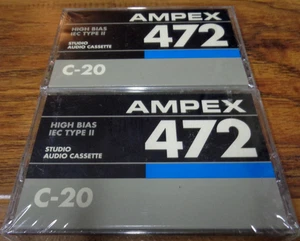 AMPEX
HIGH BIAS
IEC TYPE II
472
STUDIO
AUDIO CASSETTE
C-20
AMPEX
HIGH BIAS
IEC TYPE II
472
STUDIO
AUDIO CASSETTE
C-20